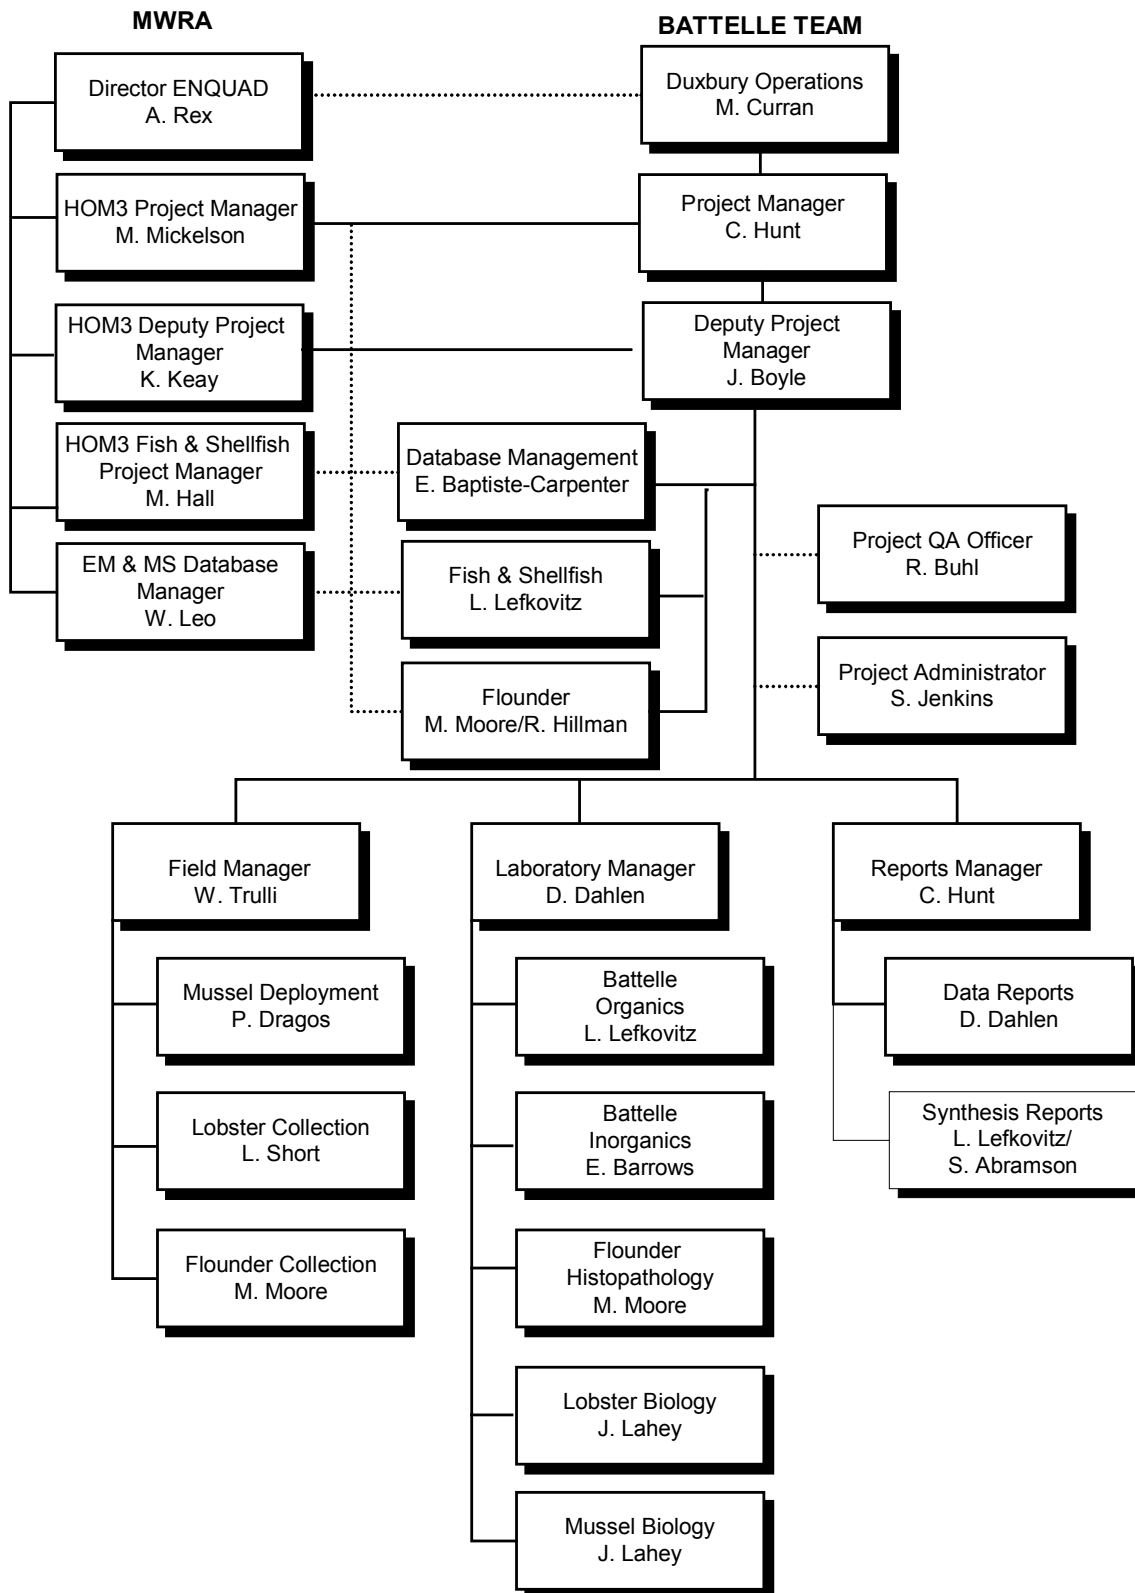 MWRA
BATTELLE TEAM
Director ENQUAD
A. Rex
Duxbury Operations
M. Curran
HOM3 Project Manager
M. Mickelson
Project Manager
C. Hunt
HOM3 Deputy Project
Manager
K. Keay
Deputy Project
Manager
J. Boyle
HOM3 Fish & Shellfish
Project Manager
M. Hall
Database Management
E. Baptiste-Carpenter
Project QA Officer
R. Buhl
EM & MS Database
Manager
W. Leo
Fish & Shellfish
L. Lefkovitz
Project Administrator
S. Jenkins
Flounder
M. Moore/R. Hillman
Field Manager
W. Trulli
Laboratory Manager
D. Dahlen
Reports Manager
C. Hunt
Mussel Deployment
P. Dragos
Battelle
Organics
L. Lefkovitz
Data Reports
D. Dahlen
Lobster Collection
L. Short
Battelle
Inorganics
E. Barrows
Synthesis Reports
L. Lefkovitz/
S. Abramson
Flounder Collection
M. Moore
Flounder
Histopathology
M. Moore
Lobster Biology
J. Lahey
Mussel Biology
J. Lahey